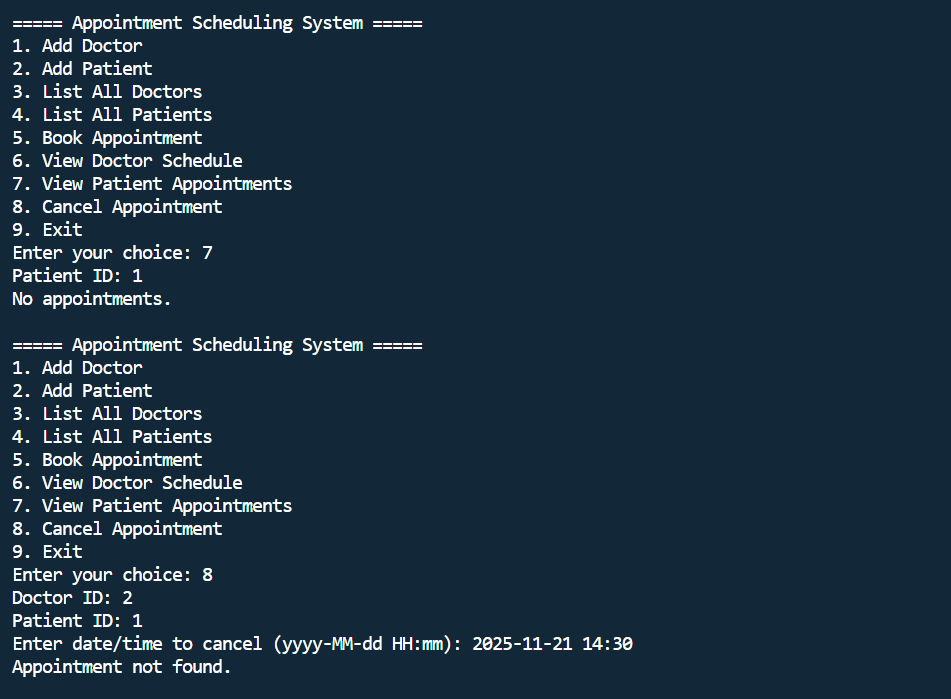 ===== Appointment Scheduling System =====
1. Add Doctor
2. Add Patient
3. List All Doctors
4. List All Patients
5. Book Appointment
6. View Doctor Schedule
7. View Patient Appointments
8. Cancel Appointment
9. Exit
Enter your choice: 7
Patient ID: 1
No appointments.

===== Appointment Scheduling System =====
1. Add Doctor
2. Add Patient
3. List All Doctors
4. List All Patients
5. Book Appointment
6. View Doctor Schedule
7. View Patient Appointments
8. Cancel Appointment
9. Exit
Enter your choice: 8
Doctor ID: 2
Patient ID: 1
Enter date/time to cancel (yyyy-MM-dd HH:mm): 2025-11-21 14:30
Appointment not found.